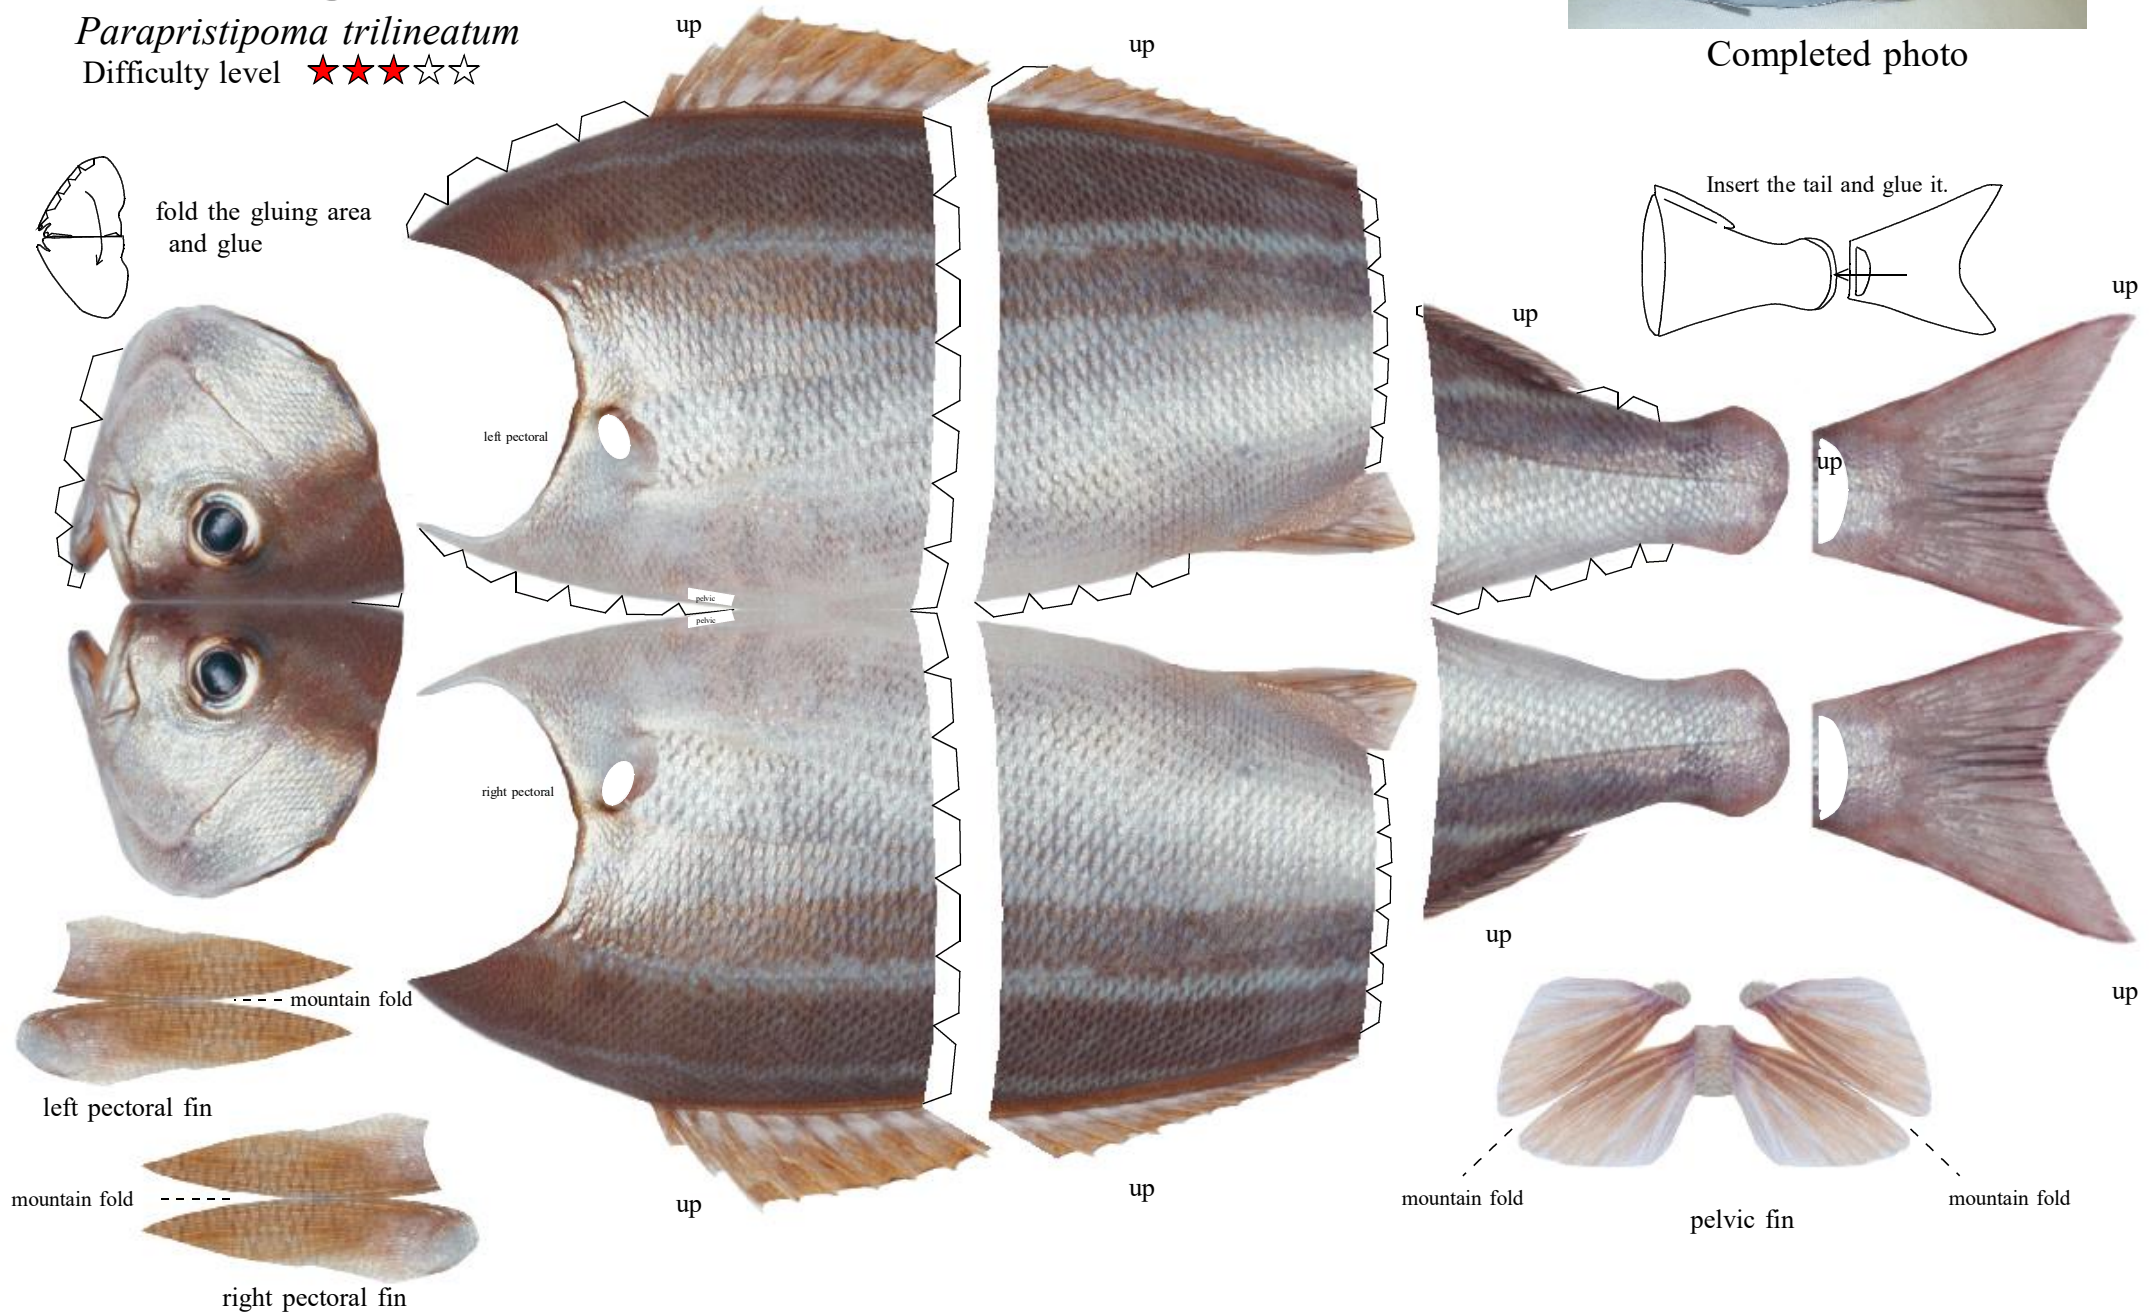 Parapristipoma trilineatum
Difficulty level
Completed photo
up
up
fold the gluing area
and glue
Insert the tail and glue it.
up
up
left pectoral
up
pelvic
pelvic
right pectoral
up
up
mountain fold
left pectoral fin
mountain fold
right pectoral fin
up
up
mountain fold
mountain fold
pelvic fin